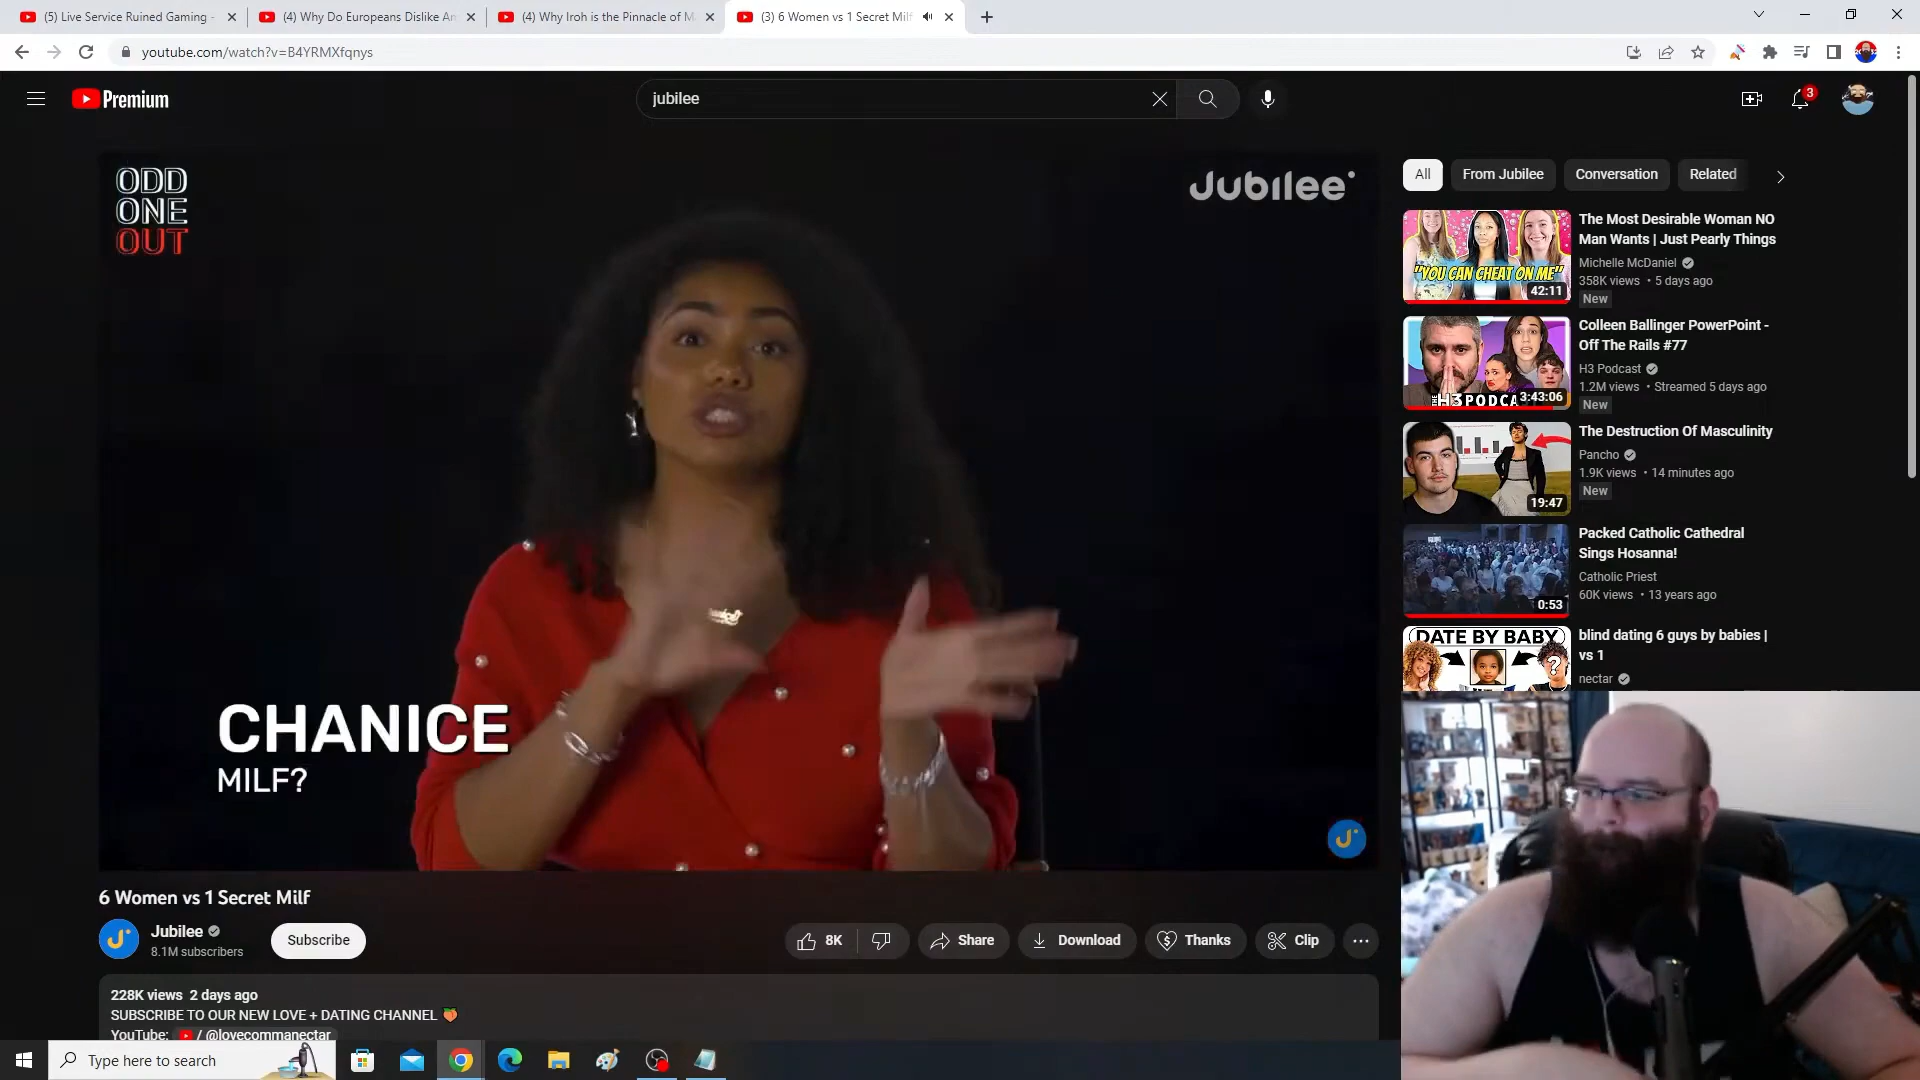 (5) Live Service Ruined Gaming -
(4) Why Do Europeans Dislike Am
(4) Why Iroh is the Pinnacle of M
(3) 6 Women vs 1 Secret Milf
youtube.com/watch?v=B4YRMXfqnys
Premium
jubilee
3
ODD
ONE
OUT
Jubilee
CHANICE
MILF?
All
From Jubilee
Conversation
Related
"YOU CAN CHEAT ON ME"
42:11
The Most Desirable Woman NO
Man Wants | Just Pearly Things
Michelle McDaniel
358K views • 5 days ago
New
H3 PODCA
3:43:06
Colleen Ballinger PowerPoint -
Off The Rails #77
H3 Podcast
1.2M views • Streamed 5 days ago
New
19:47
The Destruction Of Masculinity
Pancho
1.9K views • 14 minutes ago
New
0:53
Packed Catholic Cathedral
Sings Hosanna!
Catholic Priest
60K views • 13 years ago
DATE BY BABY
?
blind dating 6 guys by babies |
vs 1
nectar
6 Women vs 1 Secret Milf
Jubilee
8.1M subscribers
Subscribe
8K
Share
Download
Thanks
Clip
228K views 2 days ago
SUBSCRIBE TO OUR NEW LOVE + DATING CHANNEL 🍑
YouTube: / @lovecommanectar
Type here to search